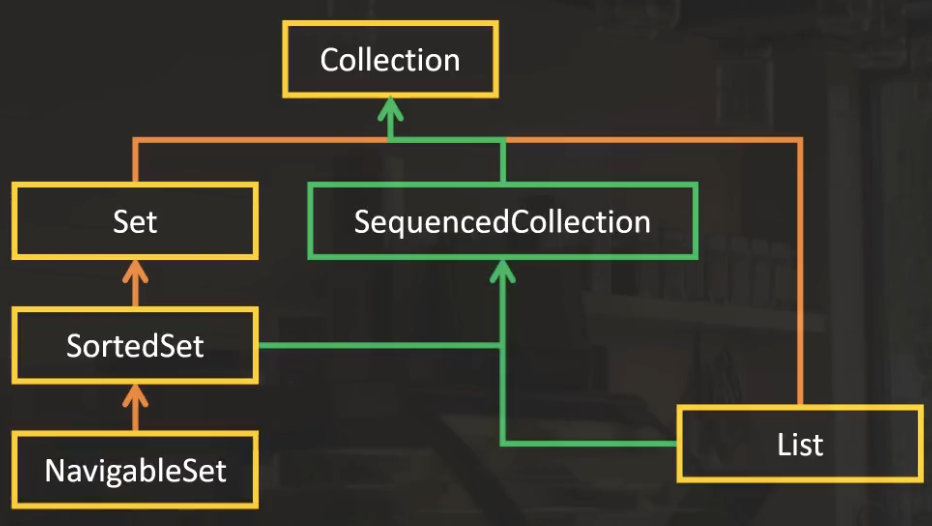 Collection
Set
SequencedCollection
SortedSet
List
NavigableSet